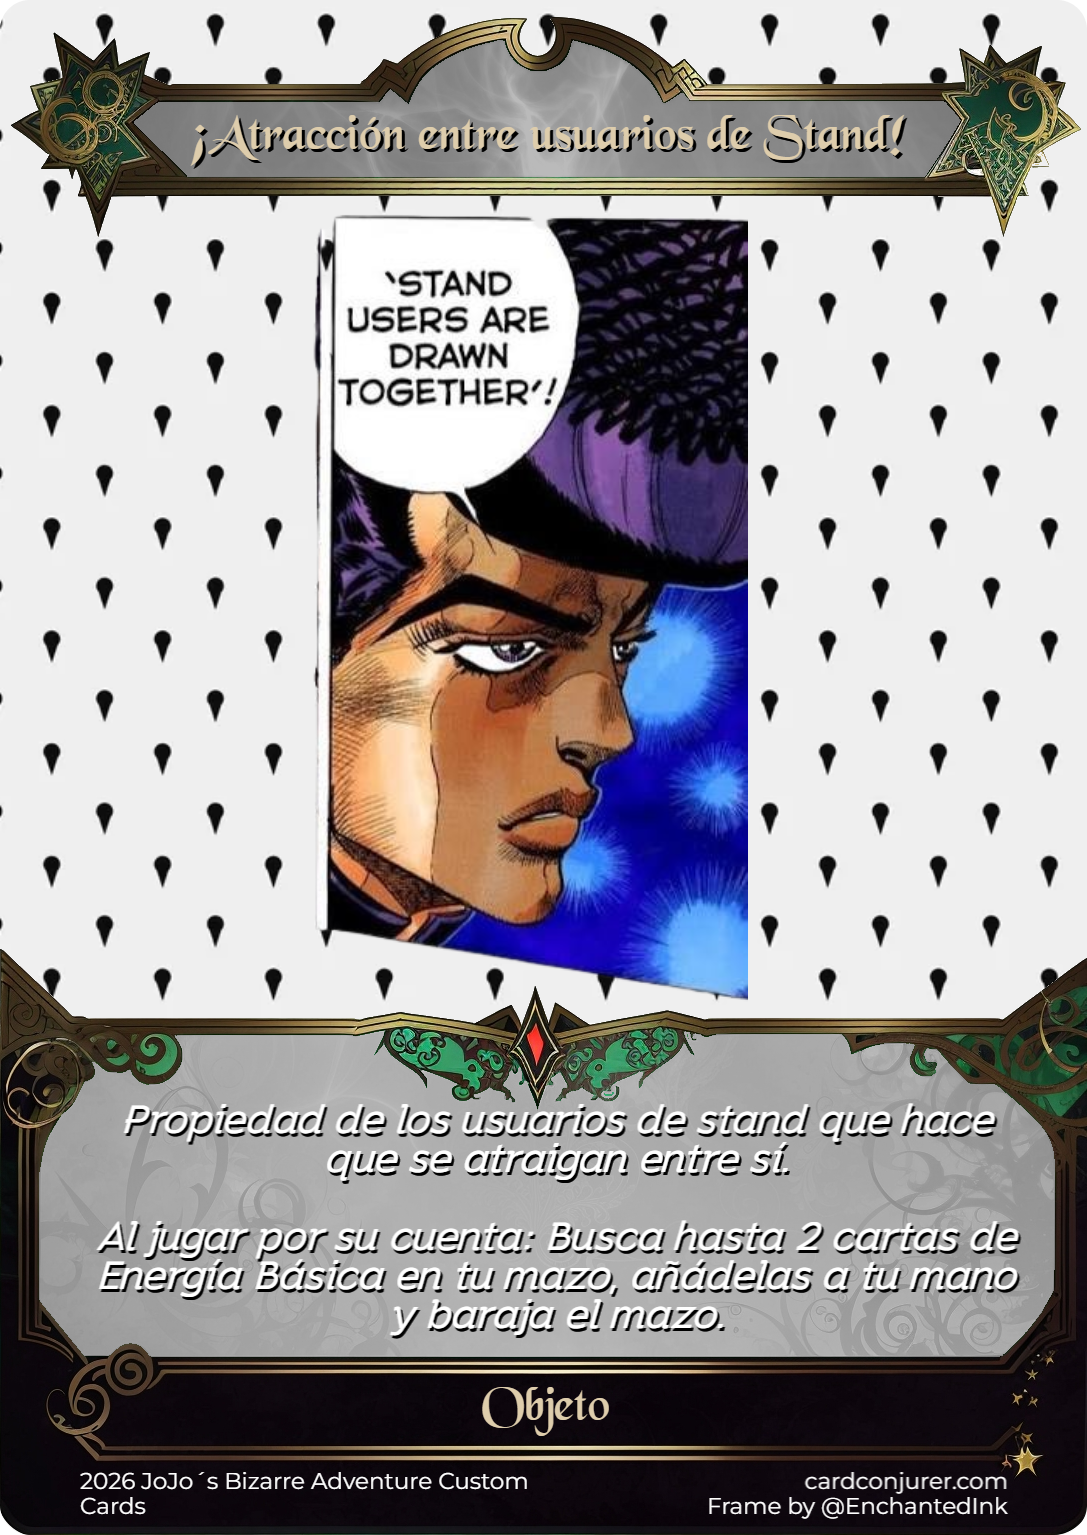 ¡Atracción entre usuarios de Stand!
‘STAND
USERS ARE
DRAWN
TOGETHER’!
Propiedad de los usuarios de stand que hace
que se atraigan entre sí.
Al jugar por su cuenta: Busca hasta 2 cartas de
Energía Básica en tu mazo, añádelas a tu mano
y baraja el mazo.
Objeto
2026 JoJo´s Bizarre Adventure Custom
Cards
cardconjurer.com
Frame by @EnchantedInk